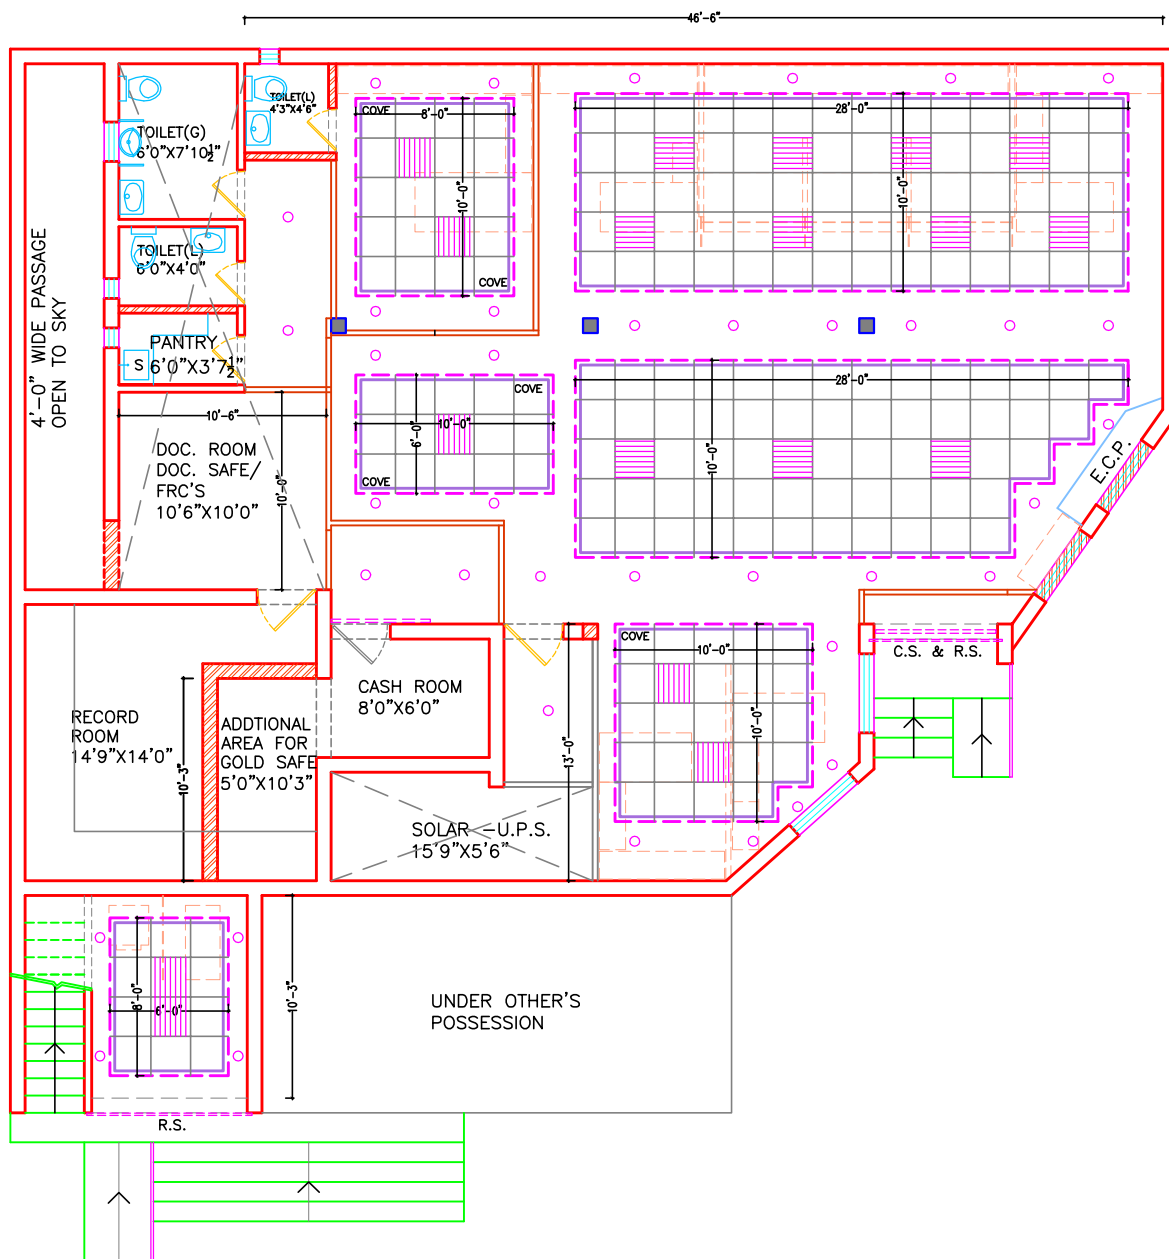 46'-6"
TOILET(L)
4'3"X4'6"
COVE
8'-0"
28'-0"
TOILET(G)
6'0"X7'10½"
10'-0"
10'-0"
4'-0" WIDE PASSAGE
OPEN TO SKY
TOILET(L)
6'0"X4'0"
COVE
PANTRY
6'0"X3'7½"
S
COVE
28'-0"
10'-6"
10'-0"
6'-0"
10'-0"
E.C.P.
DOC. ROOM
DOC. SAFE/
FRC'S
10'6"X10'0"
10'-0"
COVE
COVE
10'-0"
C.S. & R.S.
CASH ROOM
8'0"X6'0"
RECORD
ROOM
14'9"X14'0"
ADDTIONAL
AREA FOR
GOLD SAFE
5'0"X10'3"
10'-3"
13'-0"
10'-0"
SOLAR -U.P.S.
15'9"X5'6"
8'-0"
6'-0"
10'-3"
UNDER OTHER'S
POSSESSION
R.S.